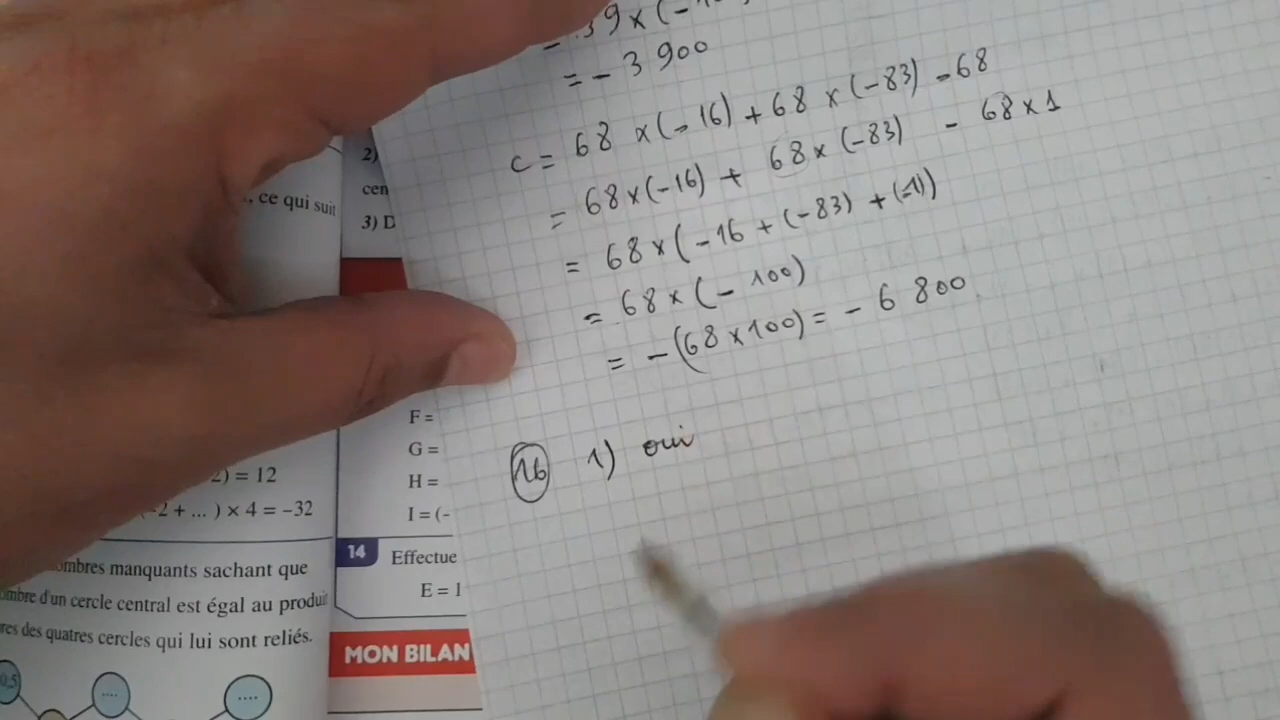 = - 3 900
C = 68 x (- 16) + 68 x (-83) - 68
= 68 x (-16) + 68 x (-83) - 68 x 1
= 68 x (-16 + (-83) + (-1))
= 68 x (- 100)
= - (68 x 100) = - 6 800
16 1) oui
, ce qui suit
2) = 12
-2 + ... ) × 4 = –32
ombres manquants sachant que
ombre d'un cercle central est égal au produi
res des quatres cercles qui lui sont reliés.
0,5
....
....
2)
cen
3) D
F =
G =
H =
I = (-
14 Effectue
E = 1
MON BILAN